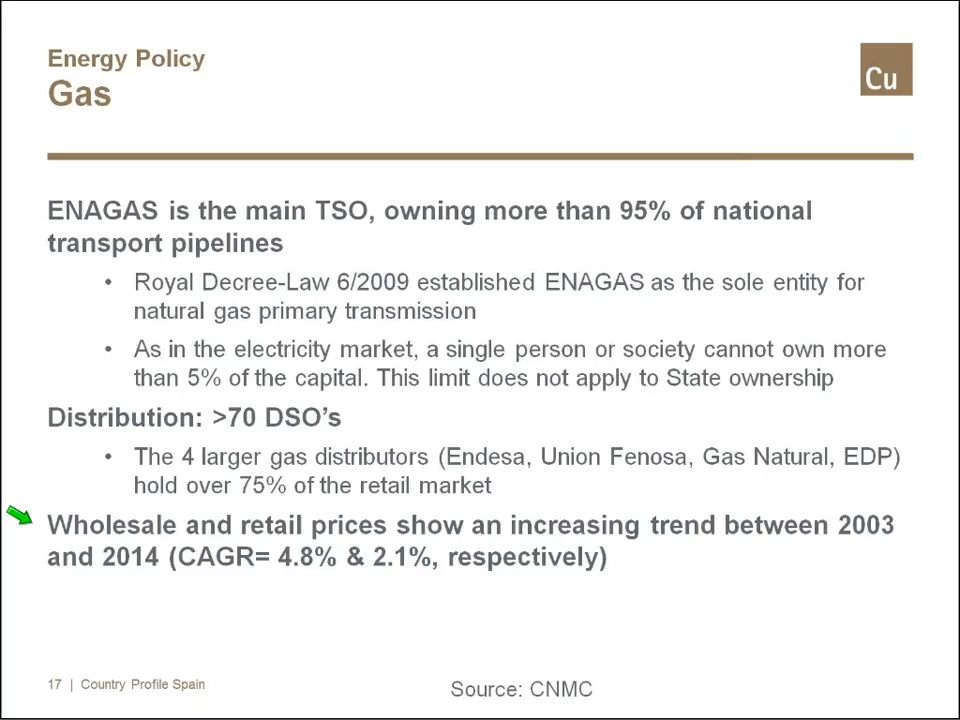 Energy Policy
Gas
Cu
ENAGAS is the main TSO, owning more than 95% of national
transport pipelines
• Royal Decree-Law 6/2009 established ENAGAS as the sole entity for
natural gas primary transmission
• As in the electricity market, a single person or society cannot own more
than 5% of the capital. This limit does not apply to State ownership
Distribution: >70 DSO’s
• The 4 larger gas distributors (Endesa, Union Fenosa, Gas Natural, EDP)
hold over 75% of the retail market
Wholesale and retail prices show an increasing trend between 2003
and 2014 (CAGR= 4.8% & 2.1%, respectively)
17 | Country Profile Spain
Source: CNMC